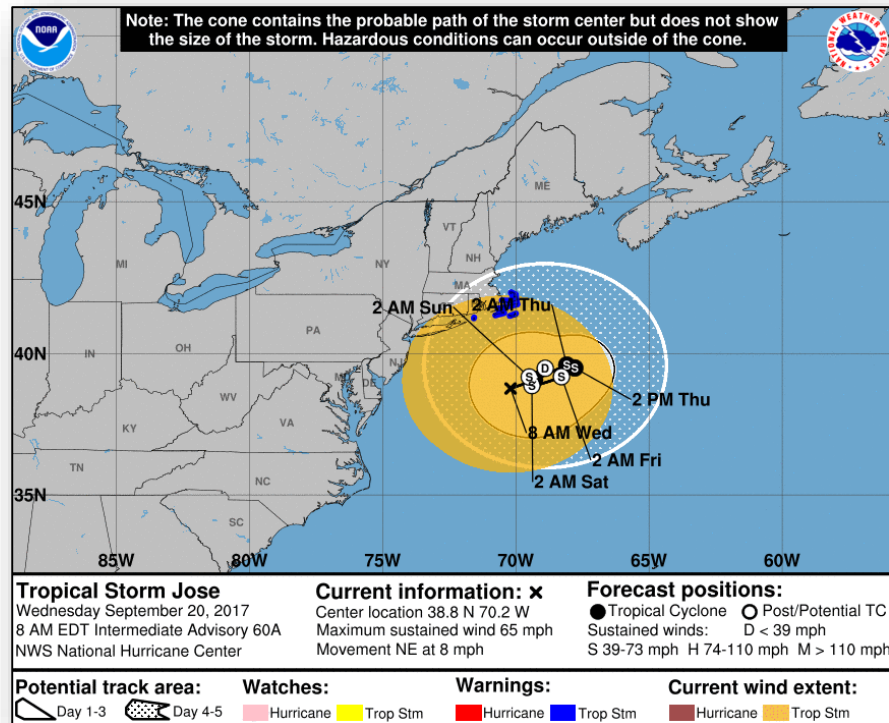 Note: The cone contains the probable path of the storm center but does not show
the size of the storm. Hazardous conditions can occur outside of the cone.
NOAA
NATIONAL WEATHER SERVICE
45N
40N
35N
ME
VT
NH
MA
NY
MI
PA
NJ
OH
IN
DE
WV
VA
KY
TN
NC
SC
2 AM Sun
2 AM Thu
D
S
S
S
S
S
2 PM Thu
8 AM Wed
2 AM Fri
2 AM Sat
85W
80W
75W
70W
65W
60W
Tropical Storm Jose
Wednesday September 20, 2017
8 AM EDT Intermediate Advisory 60A
NWS National Hurricane Center
Current information: x
Center location 38.8 N 70.2 W
Maximum sustained wind 65 mph
Movement NE at 8 mph
Forecast positions:
Tropical Cyclone Post/Potential TC
Sustained winds: D < 39 mph
S 39-73 mph H 74-110 mph M > 110 mph
Potential track area:
Day 1-3 Day 4-5
Watches:
Hurricane Trop Stm
Warnings:
Hurricane Trop Stm
Current wind extent:
Hurricane Trop Stm